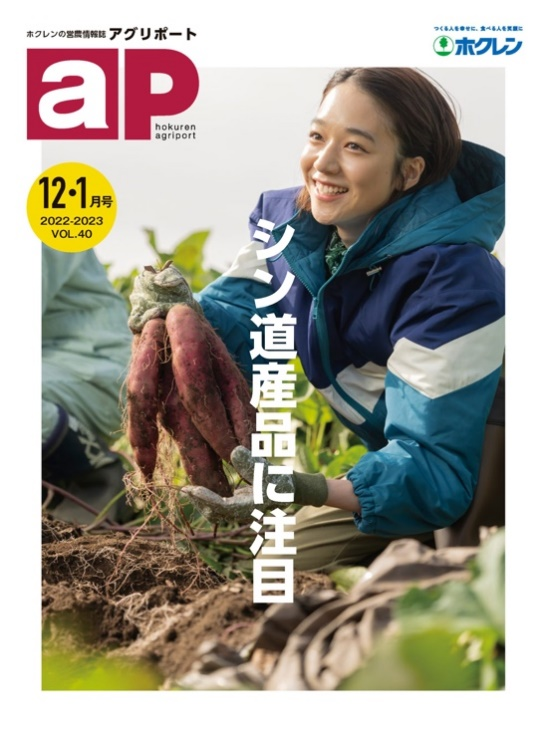 ホクレンの営農情報誌 アグリポート
つくる人を幸せに、食べる人を笑顔に
ホクレン
ap
hokuren
agriport
12・1月号
2022-2023
VOL.40
シン道産品に注目